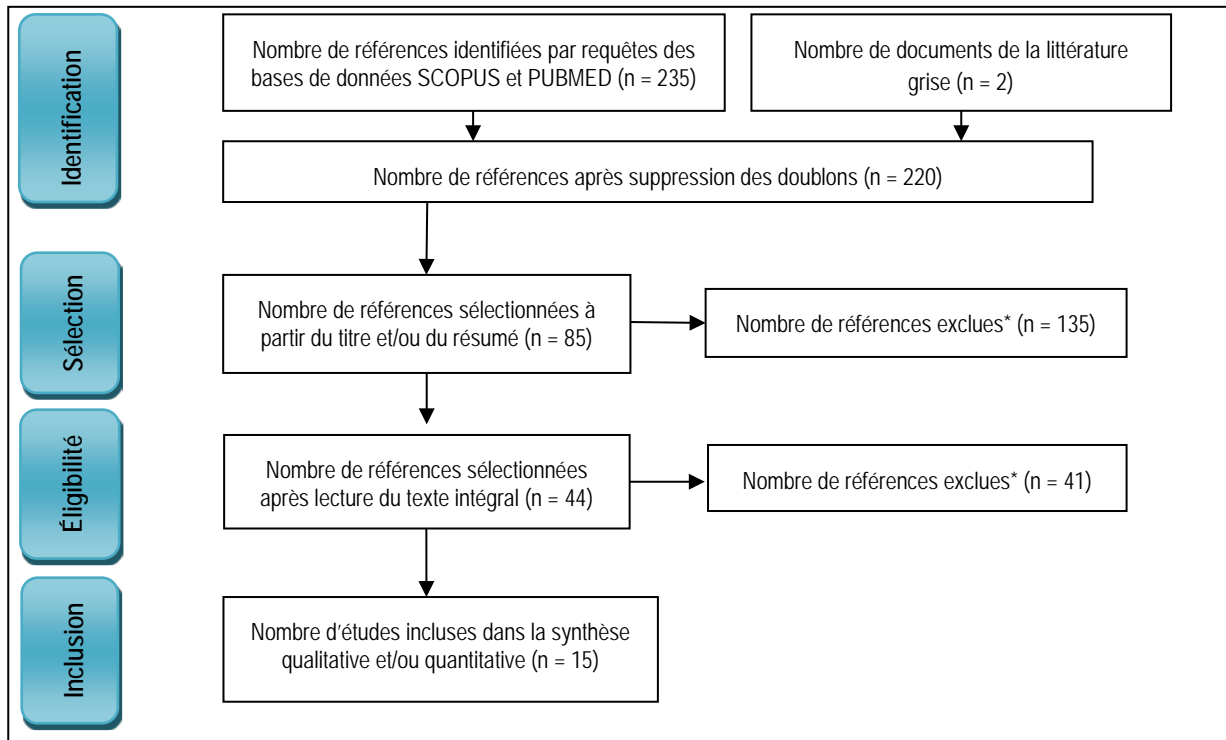 Identification
Nombre de références identifiées par requêtes des
bases de données SCOPUS et PUBMED (n = 235)
Nombre de documents de la littérature
grise (n = 2)
Nombre de références après suppression des doublons (n = 220)
Sélection
Nombre de références sélectionnées à
partir du titre et/ou du résumé (n = 85)
Nombre de références exclues* (n = 135)
Éligibilité
Nombre de références sélectionnées
après lecture du texte intégral (n = 44)
Nombre de références exclues* (n = 41)
Inclusion
Nombre d'études incluses dans la synthèse
qualitative et/ou quantitative (n = 15)